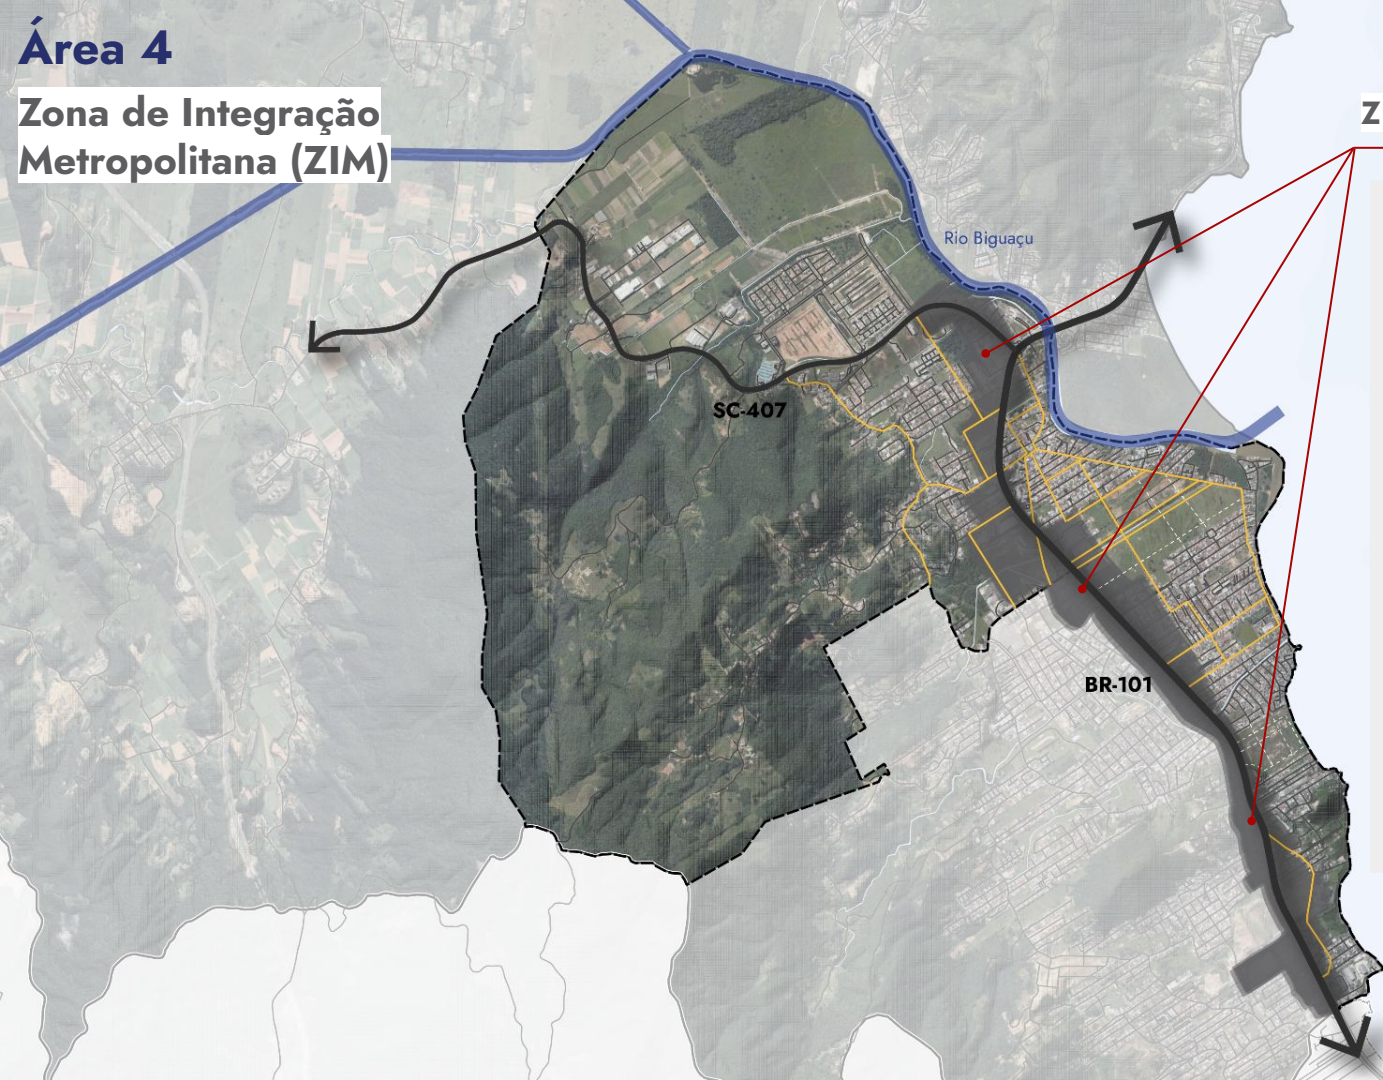 Área 4
Zona de Integração
Metropolitana (ZIM)
Z
Rio Biguaçu
SC-407
BR-101